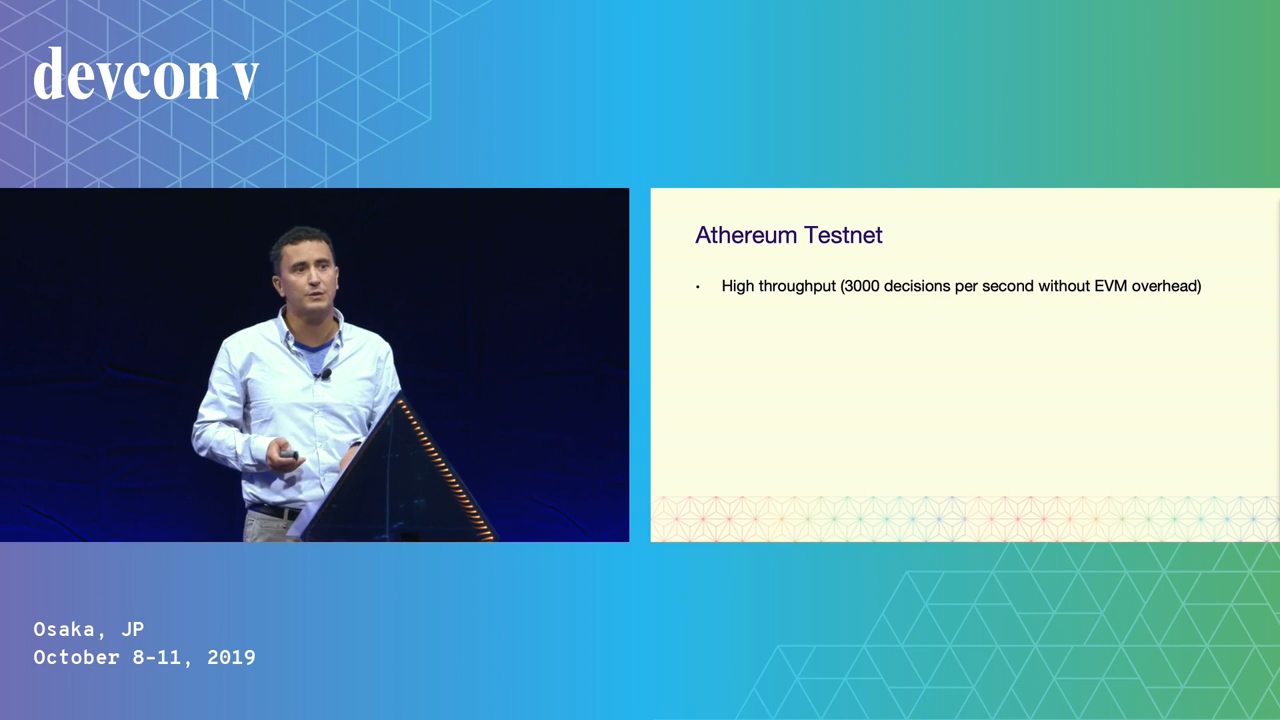 devcon v
Athereum Testnet
• High throughput (3000 decisions per second without EVM overhead)
Osaka, JP
October 8-11, 2019